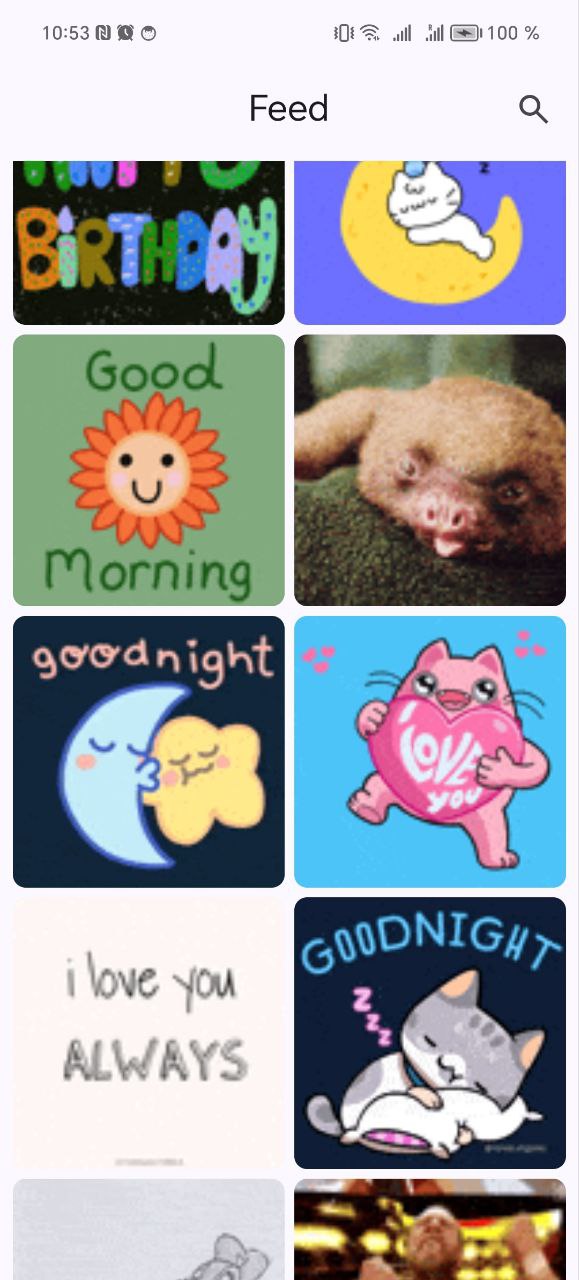 10:53
100 %
Feed
BiRTHDAY
z
Good
Morning
goodnight
LOVE
YOU
i love you
ALWAYS
GOODNIGHT
z
z
z